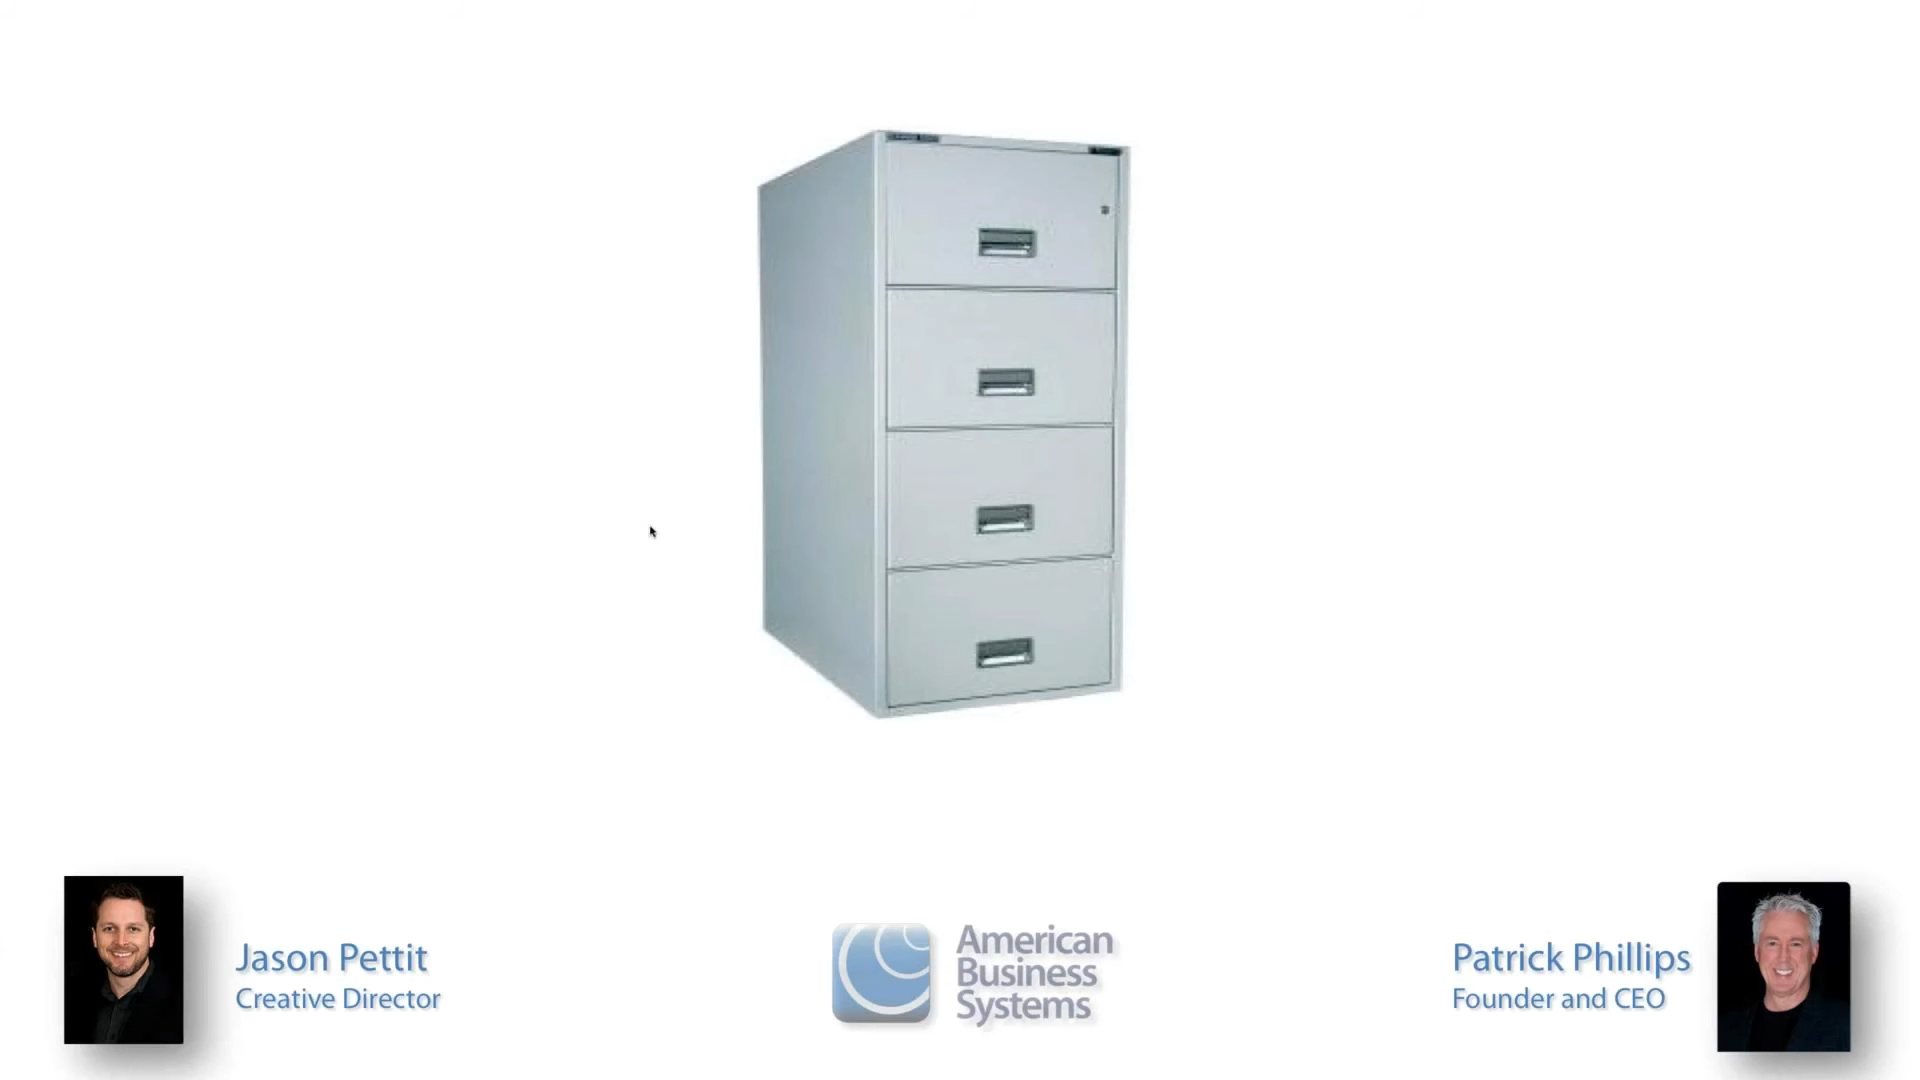 Jason Pettit
Creative Director
American
Business
Systems
Patrick Phillips
Founder and CEO